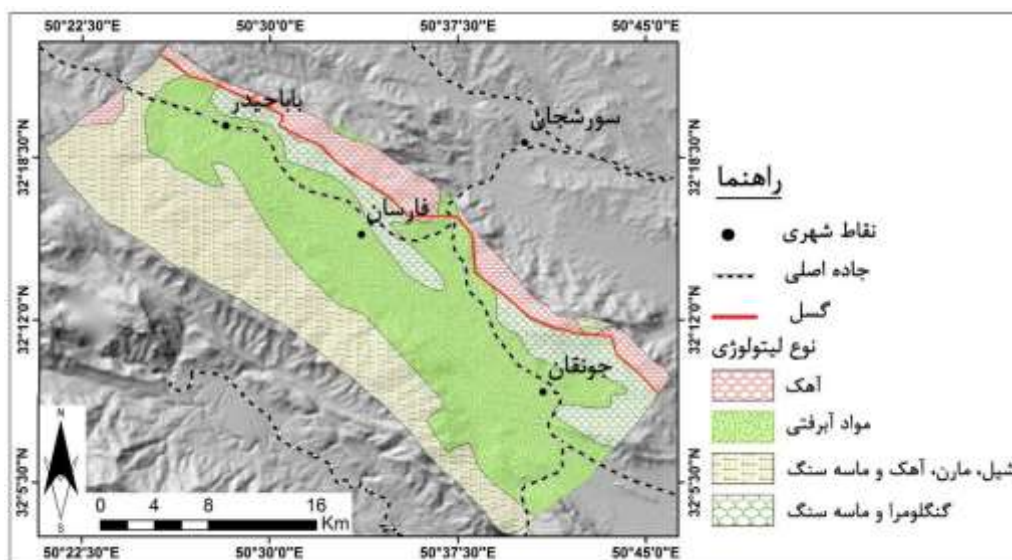 50°22'30"E 50°30'0"E 50°37'30"E 50°45'0"E
32°18'30"N
32°12'0"N
32°5'30"N
32°18'30"N
32°12'0"N
32°5'30"N
باباحیدر
سورشجان
فارسان
جونقان
N
S
0 4 8 16
Km
50°22'30"E 50°30'0"E 50°37'30"E 50°45'0"E
راهنما
نقاط شهری
جاده اصلی
گسل
نوع لیتولوژی
آهک
مواد آبرفتی
شیل، مارن، آهک و ماسه سنگ
کنگلومرا و ماسه سنگ